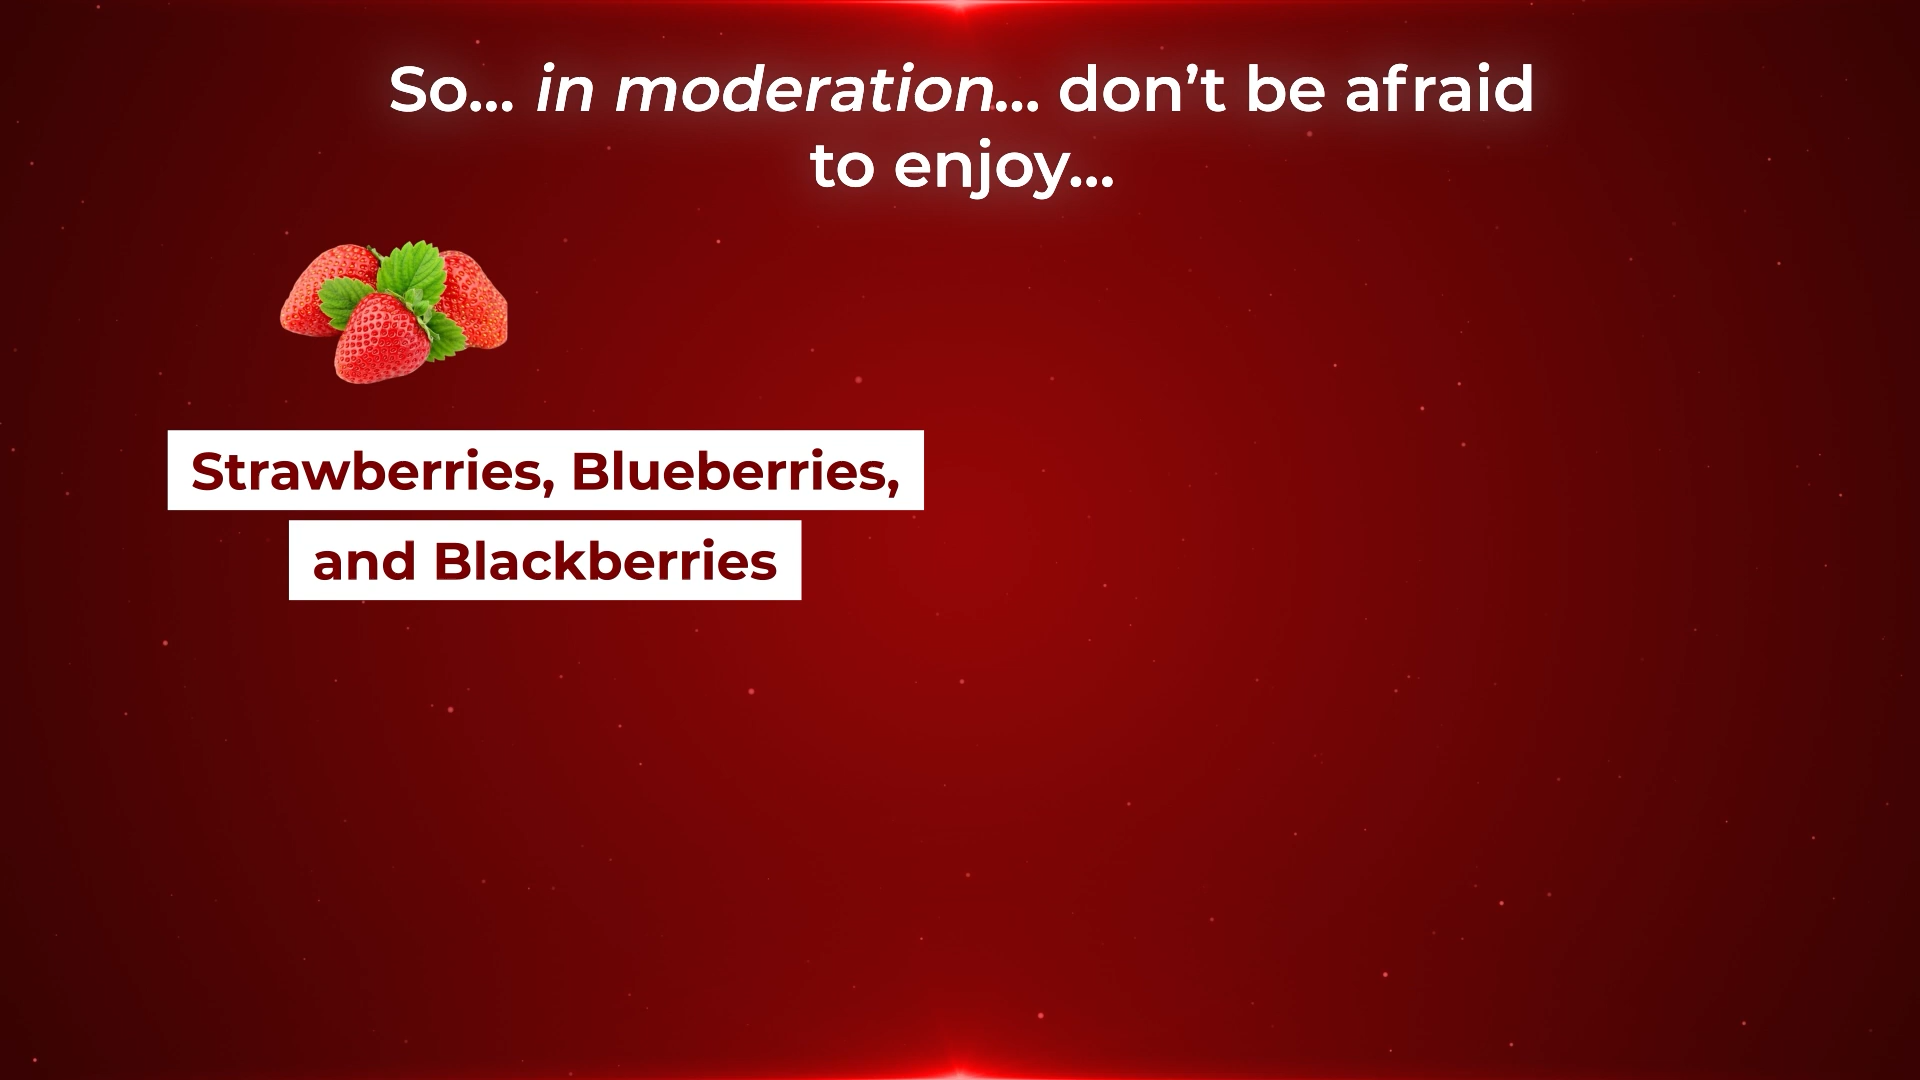 So... in moderation... don’t be afraid
to enjoy...
Strawberries, Blueberries,
and Blackberries